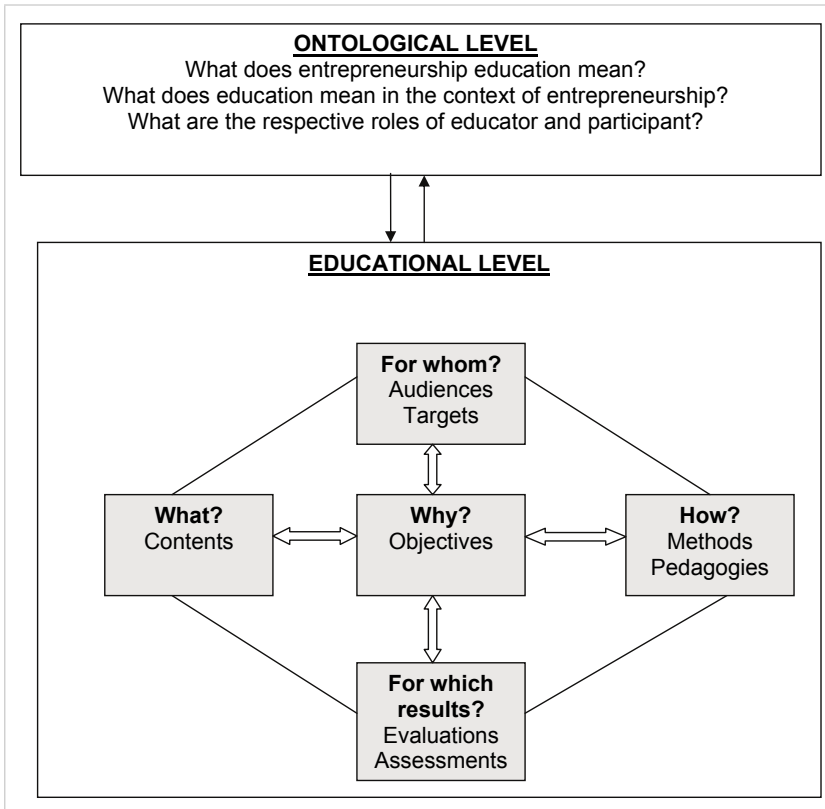 ONTOLOGICAL LEVEL
What does entrepreneurship education mean?
What does education mean in the context of entrepreneurship?
What are the respective roles of educator and participant?
EDUCATIONAL LEVEL
For whom?
Audiences
Targets
What?
Contents
Why?
Objectives
How?
Methods
Pedagogies
For which
results?
Evaluations
Assessments